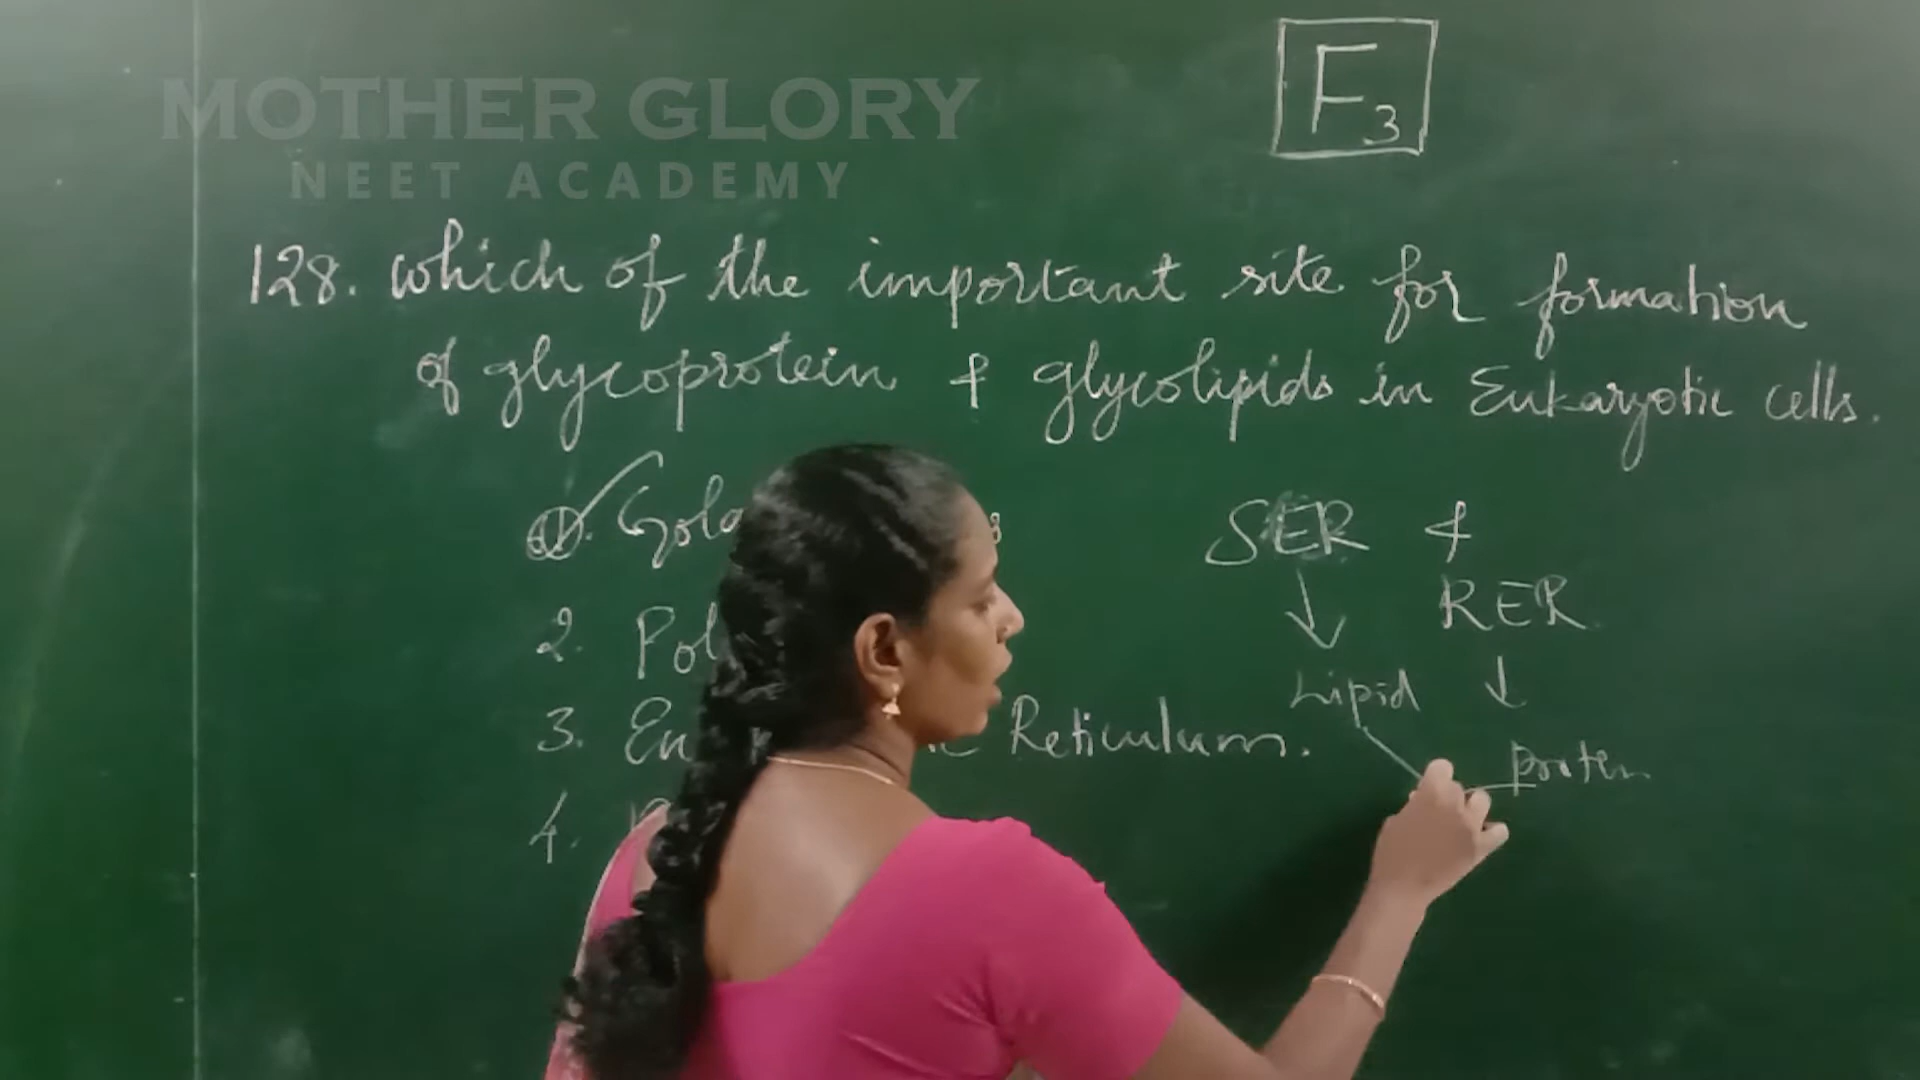 MOTHER GLORY
NEET ACADEMY
F3
128. which of the important site for formation
of glycoprotein & glycolipids in Eukaryotic cells.
SER &
2.
RER
Lipid
3. Reticulum.
Protein
4.